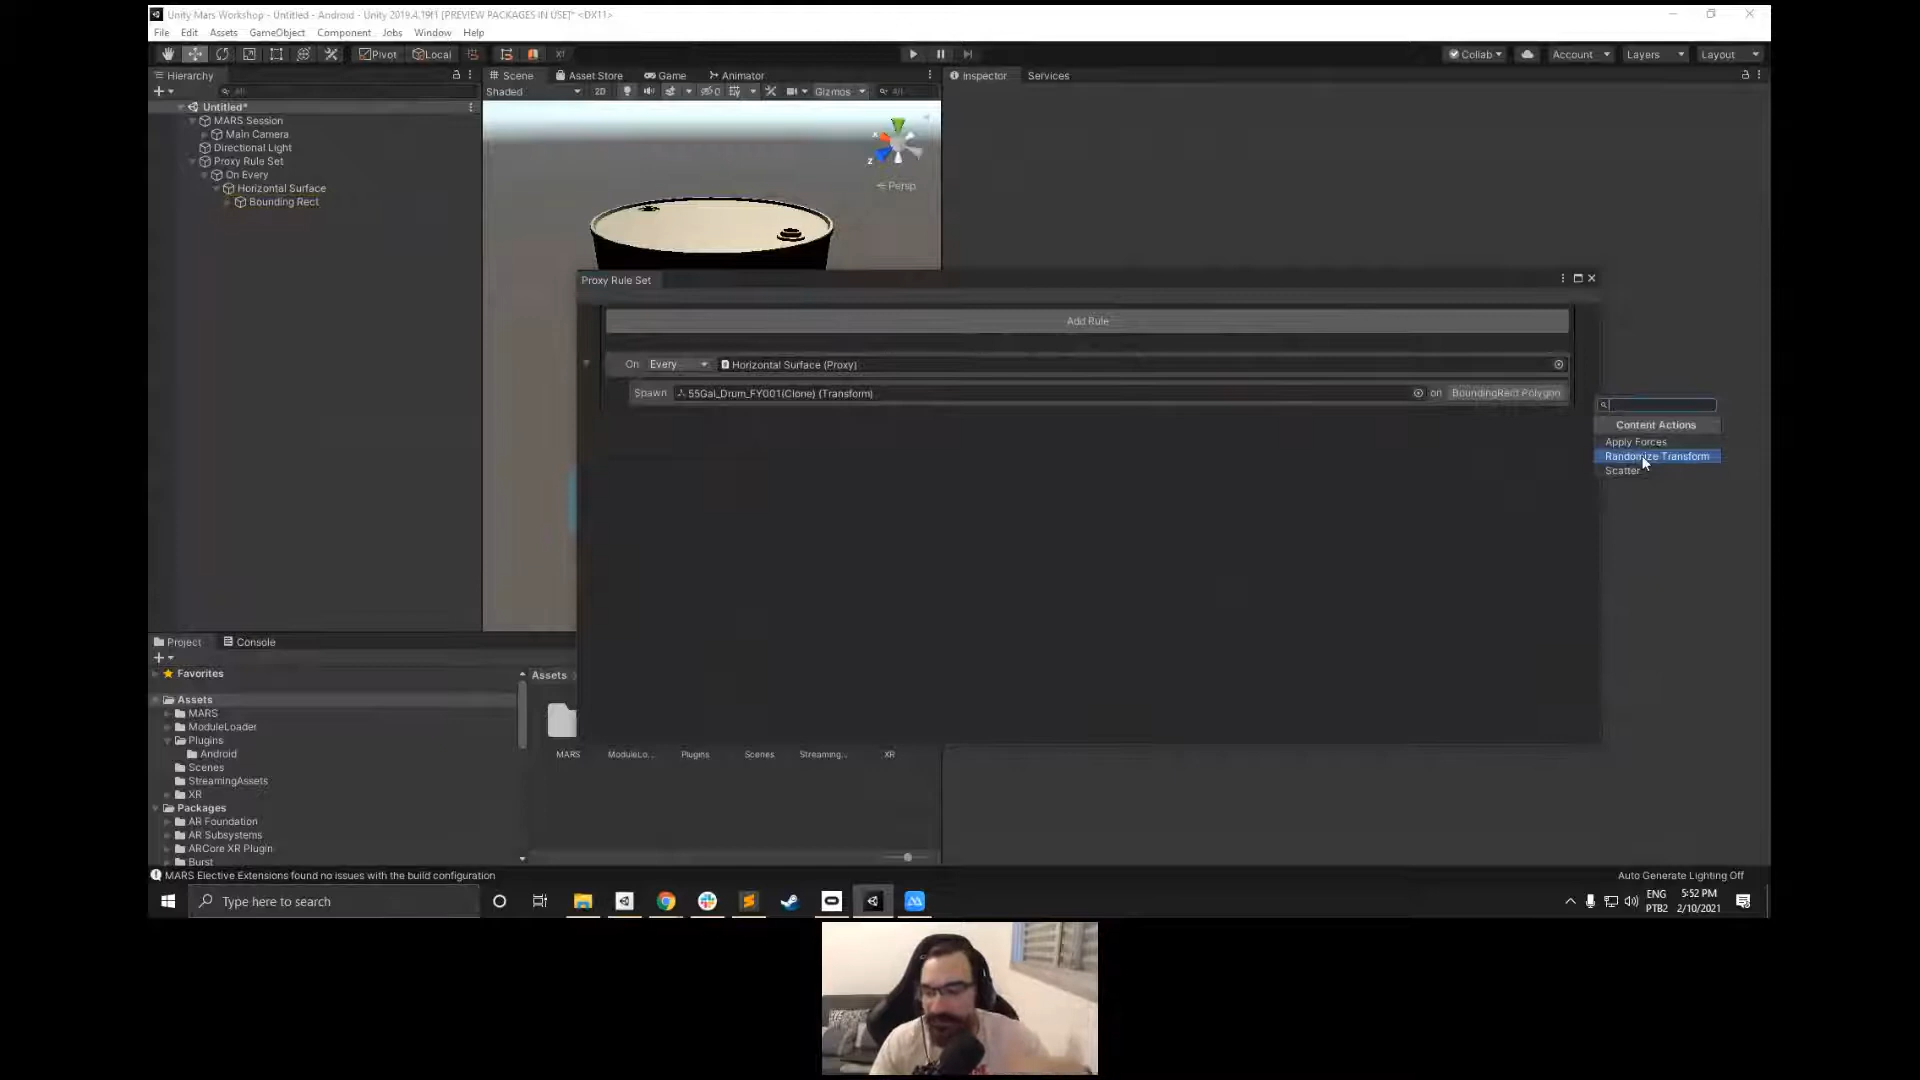 Unity Mars Workshop - Untitled - Android - Unity 2019.4.19f1 [PREVIEW PACKAGES IN USE]* <DX11>
File Edit Assets GameObject Component Jobs Window Help
Pivot Local Collab Account Layers Layout
Hierarchy
All
Untitled*
MARS Session
Main Camera
Directional Light
Proxy Rule Set
On Every
Horizontal Surface
Bounding Rect
Scene Asset Store Game Animator
Shaded 2D 0 Gizmos All
x
z
Persp
Inspector Services
Proxy Rule Set
Add Rule
On Every Horizontal Surface (Proxy)
Spawn 55Gal_Drum_FY001(Clone) (Transform) on BoundingRect Polygon
Content Actions
Apply Forces
Randomize Transform
Scatter
Project Console
Favorites
Assets
MARS
ModuleLoader
Plugins
Android
Scenes
StreamingAssets
XR
Packages
AR Foundation
AR Subsystems
ARCore XR Plugin
Burst
Assets
MARS ModuleLo... Plugins Scenes Streaming... XR
MARS Elective Extensions found no issues with the build configuration
Auto Generate Lighting Off
Type here to search
ENG
PTB2
5:52 PM
2/10/2021